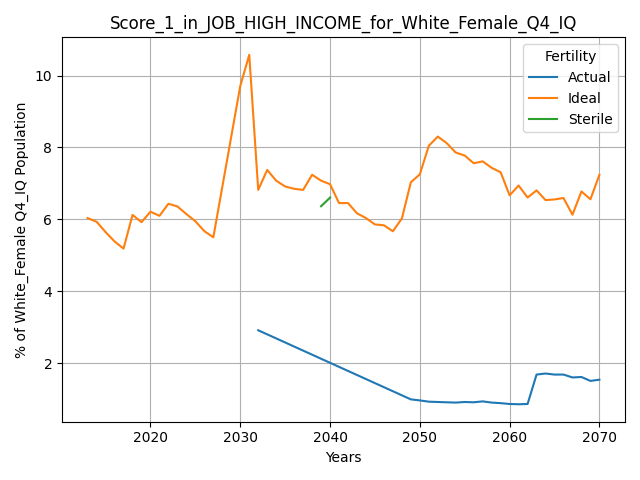 Score_1_in_JOB_HIGH_INCOME_for_White_Female_Q4_IQ
Fertility
Actual
Ideal
Sterile
% of White_Female Q4_IQ Population
10
8
6
4
2
2020 2030 2040 2050 2060 2070
Years